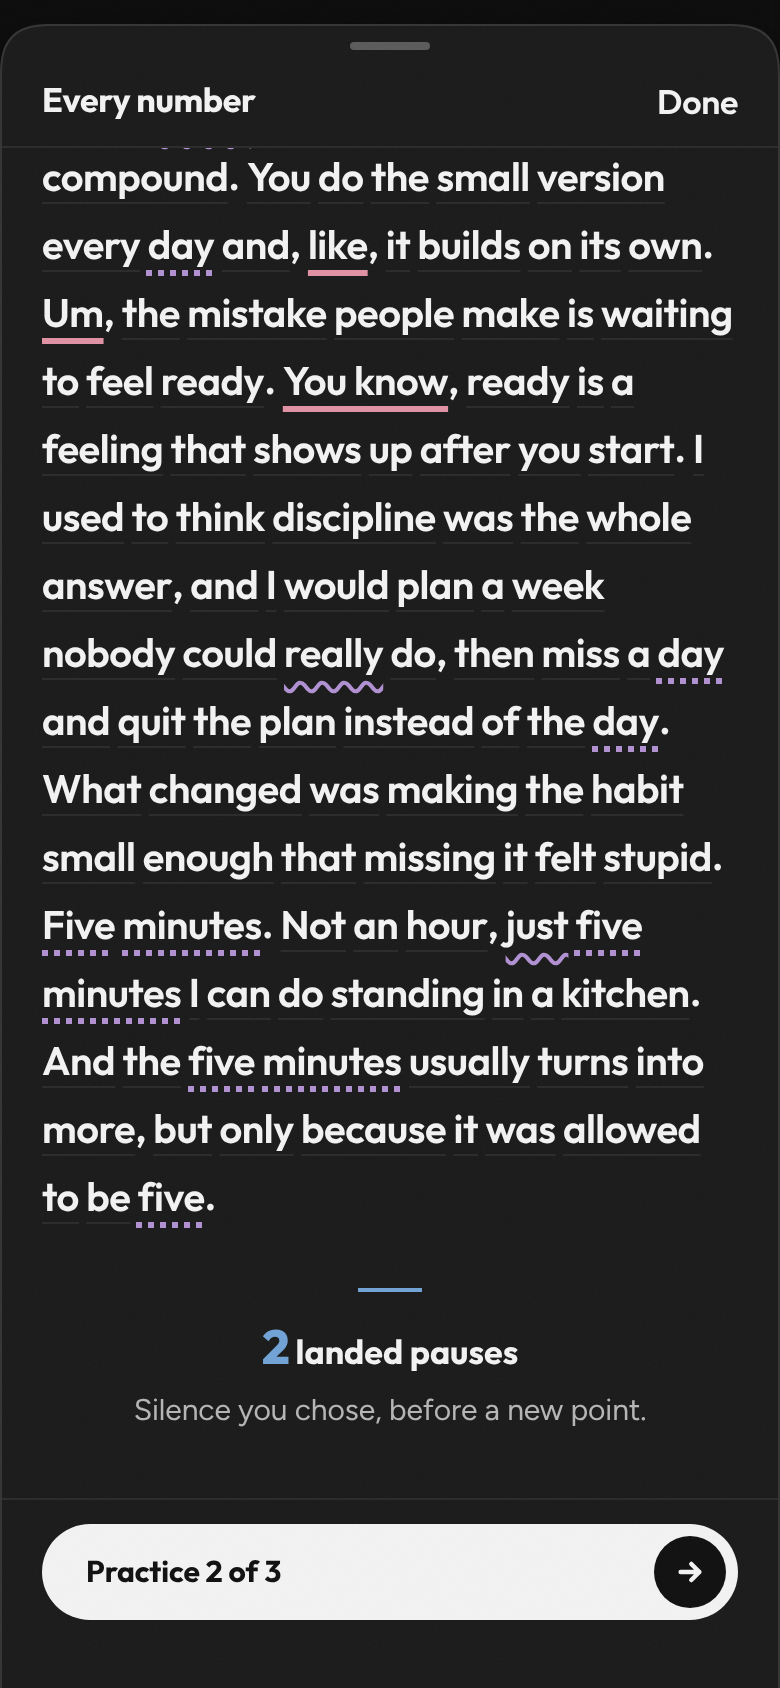 Every number
Done
compound. You do the small version
every day and, like, it builds on its own.
Um, the mistake people make is waiting
to feel ready. You know, ready is a
feeling that shows up after you start. I
used to think discipline was the whole
answer, and I would plan a week
nobody could really do, then miss a day
and quit the plan instead of the day.
What changed was making the habit
small enough that missing it felt stupid.
Five minutes. Not an hour, just five
minutes I can do standing in a kitchen.
And the five minutes usually turns into
more, but only because it was allowed
to be five.
2 landed pauses
Silence you chose, before a new point.
Practice 2 of 3